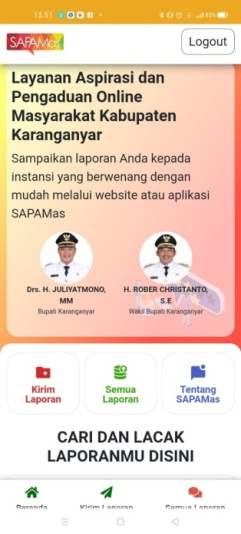 13.51
81%
SAPAMas
Logout
Layanan Aspirasi dan
Pengaduan Online
Masyarakat Kabupaten
Karanganyar
Sampaikan laporan Anda kepada
instansi yang berwenang dengan
mudah melalui website atau aplikasi
SAPAMas
Drs. H. JULIYATMONO,
MM
Bupati Karanganyar
H. ROBER CHRISTANTO,
S.E
Wakil Bupati Karanganyar
Kirim
Laporan
Semua
Laporan
Tentang
SAPAMas
CARI DAN LACAK
LAPORANMU DISINI
Beranda
Kirim Laporan
Semua Laporan